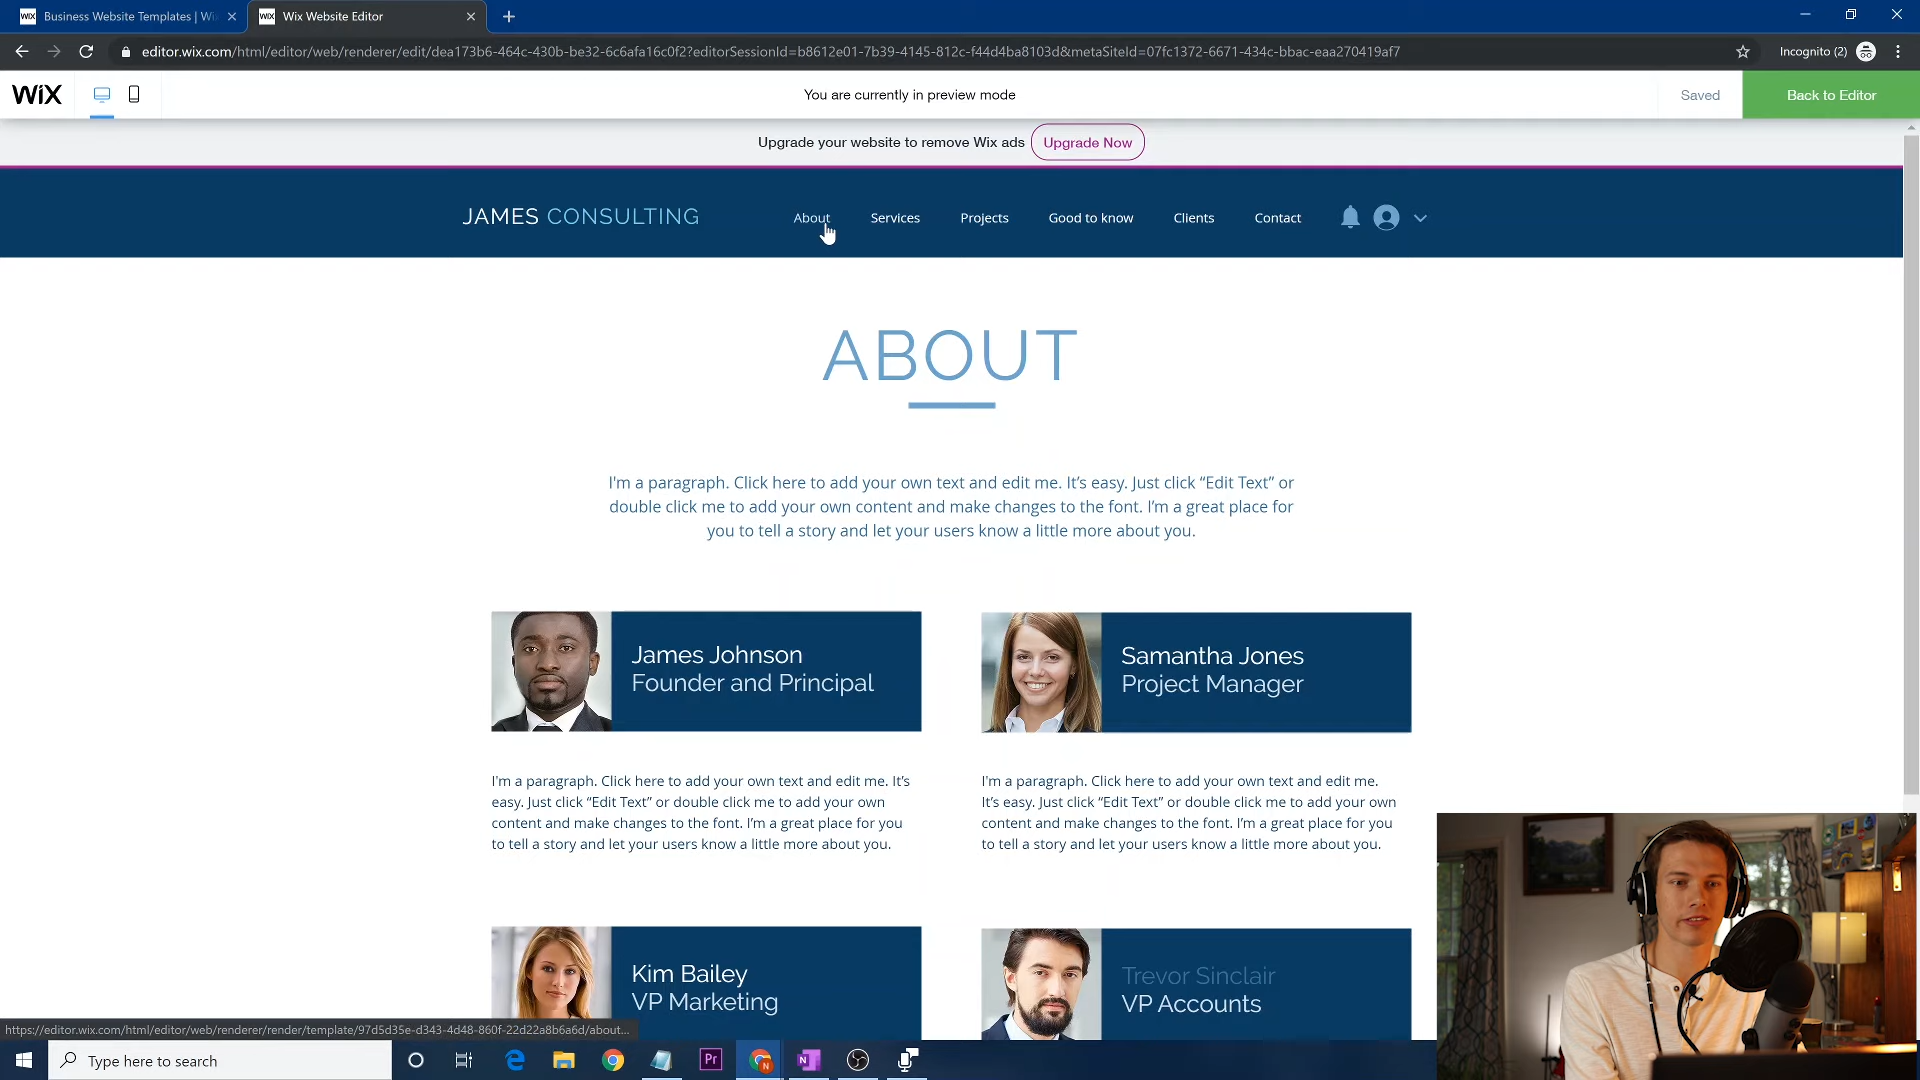 Business Website Templates | Wi
Wix Website Editor
editor.wix.com/html/editor/web/renderer/edit/dea173b6-464c-430b-be32-6c6afa16c0f2?editorSessionId=b8612e01-7b39-4145-812c-f44d4ba8103d&metaSiteId=07fc1372-6671-434c-bbac-eaa270419af7
Incognito (2)
WiX
You are currently in preview mode
Saved
Back to Editor
Upgrade your website to remove Wix ads
Upgrade Now
JAMES CONSULTING
About
Services
Projects
Good to know
Clients
Contact
ABOUT
I'm a paragraph. Click here to add your own text and edit me. It's easy. Just click “Edit Text” or
double click me to add your own content and make changes to the font. I'm a great place for
you to tell a story and let your users know a little more about you.
James Johnson
Founder and Principal
Samantha Jones
Project Manager
I'm a paragraph. Click here to add your own text and edit me. It's
easy. Just click “Edit Text” or double click me to add your own
content and make changes to the font. I'm a great place for you
to tell a story and let your users know a little more about you.
I'm a paragraph. Click here to add your own text and edit me.
It's easy. Just click “Edit Text” or double click me to add your own
content and make changes to the font. I'm a great place for you
to tell a story and let your users know a little more about you.
Kim Bailey
VP Marketing
Trevor Sinclair
VP Accounts
https://editor.wix.com/html/editor/web/renderer/render/template/97d5d35e-d343-4d48-860f-22d22a8b6a6d/about...
Type here to search